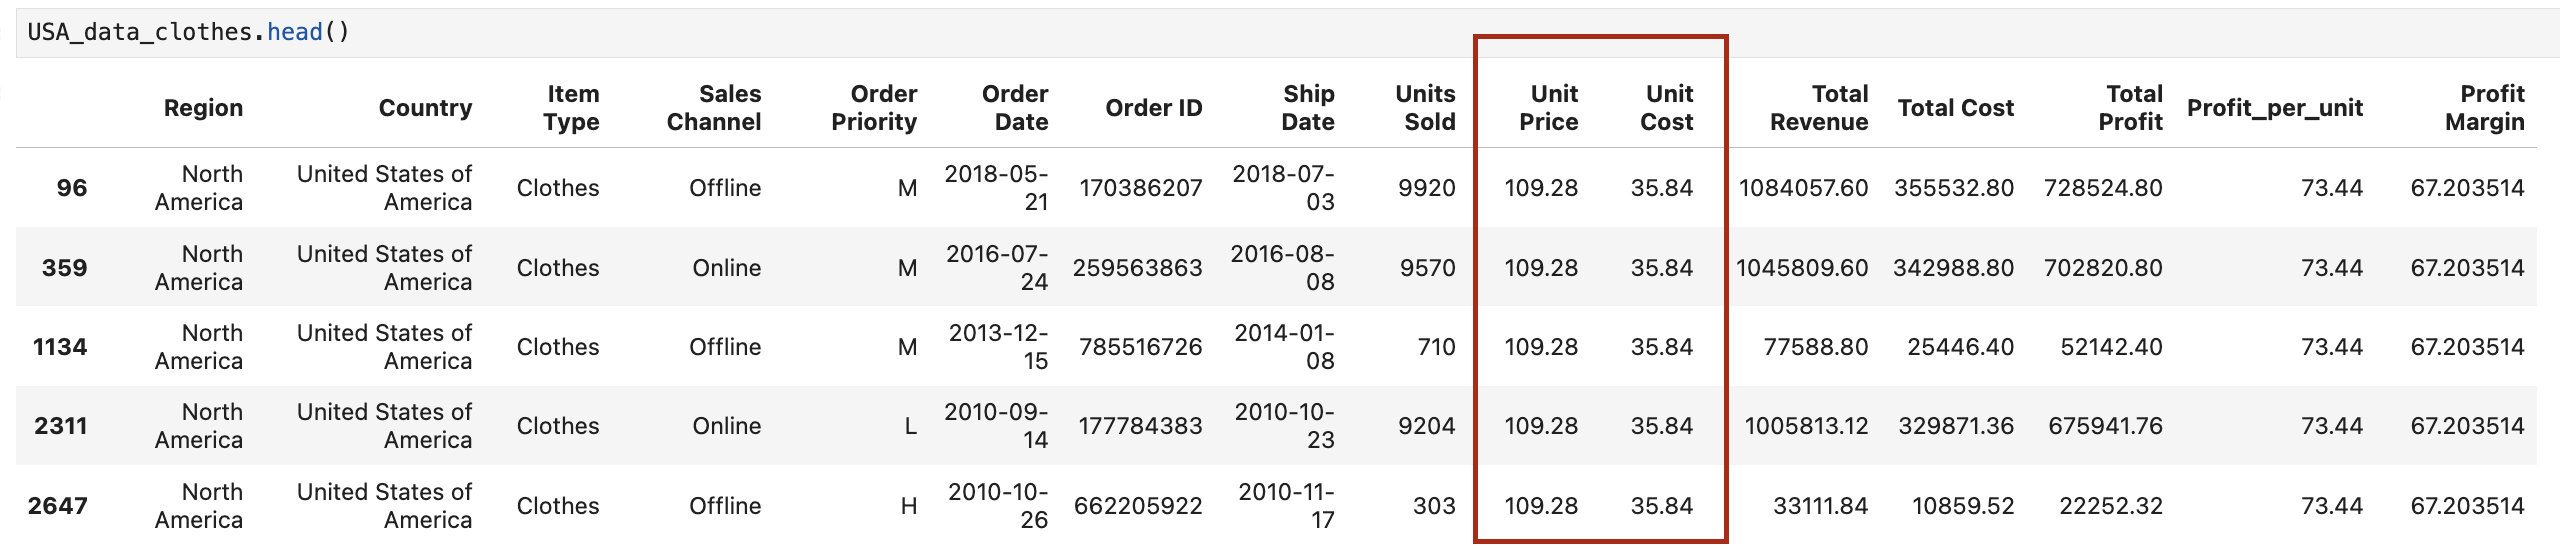 USA_data_clothes.head()
Region Country Item Type Sales Channel Order Priority Order Date Order ID Ship Date Units Sold Unit Price Unit Cost Total Revenue Total Cost Total Profit Profit_per_unit Profit Margin
96 North America United States of America Clothes Offline M 2018-05-21 170386207 2018-07-03 9920 109.28 35.84 1084057.60 355532.80 728524.80 73.44 67.203514
359 North America United States of America Clothes Online M 2016-07-24 259563863 2016-08-08 9570 109.28 35.84 1045809.60 342988.80 702820.80 73.44 67.203514
1134 North America United States of America Clothes Offline M 2013-12-15 785516726 2014-01-08 710 109.28 35.84 77588.80 25446.40 52142.40 73.44 67.203514
2311 North America United States of America Clothes Online L 2010-09-14 177784383 2010-10-23 9204 109.28 35.84 1005813.12 329871.36 675941.76 73.44 67.203514
2647 North America United States of America Clothes Offline H 2010-10-26 662205922 2010-11-17 303 109.28 35.84 33111.84 10859.52 22252.32 73.44 67.203514